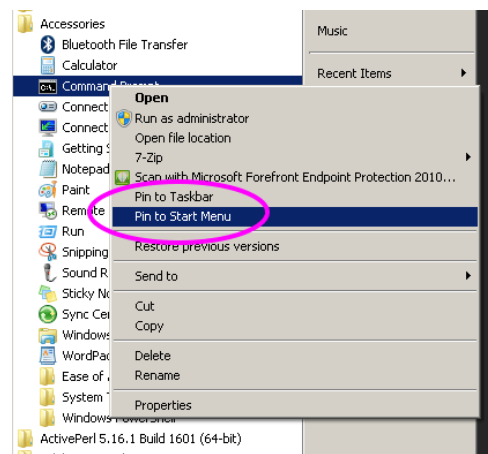 Accessories
Bluetooth File Transfer
Calculator
Command Prompt
Connect
Connect
Getting
Notepad
Paint
Remote
Run
Snipping
Sound R
Sticky No
Sync Cen
Windows
WordPad
Ease of
System
Windows PowerShell
ActivePerl 5.16.1 Build 1601 (64-bit)
Music
Recent Items
Open
Run as administrator
Open file location
7-Zip
Scan with Microsoft Forefront Endpoint Protection 2010...
Pin to Taskbar
Pin to Start Menu
Restore previous versions
Send to
Cut
Copy
Delete
Rename
Properties